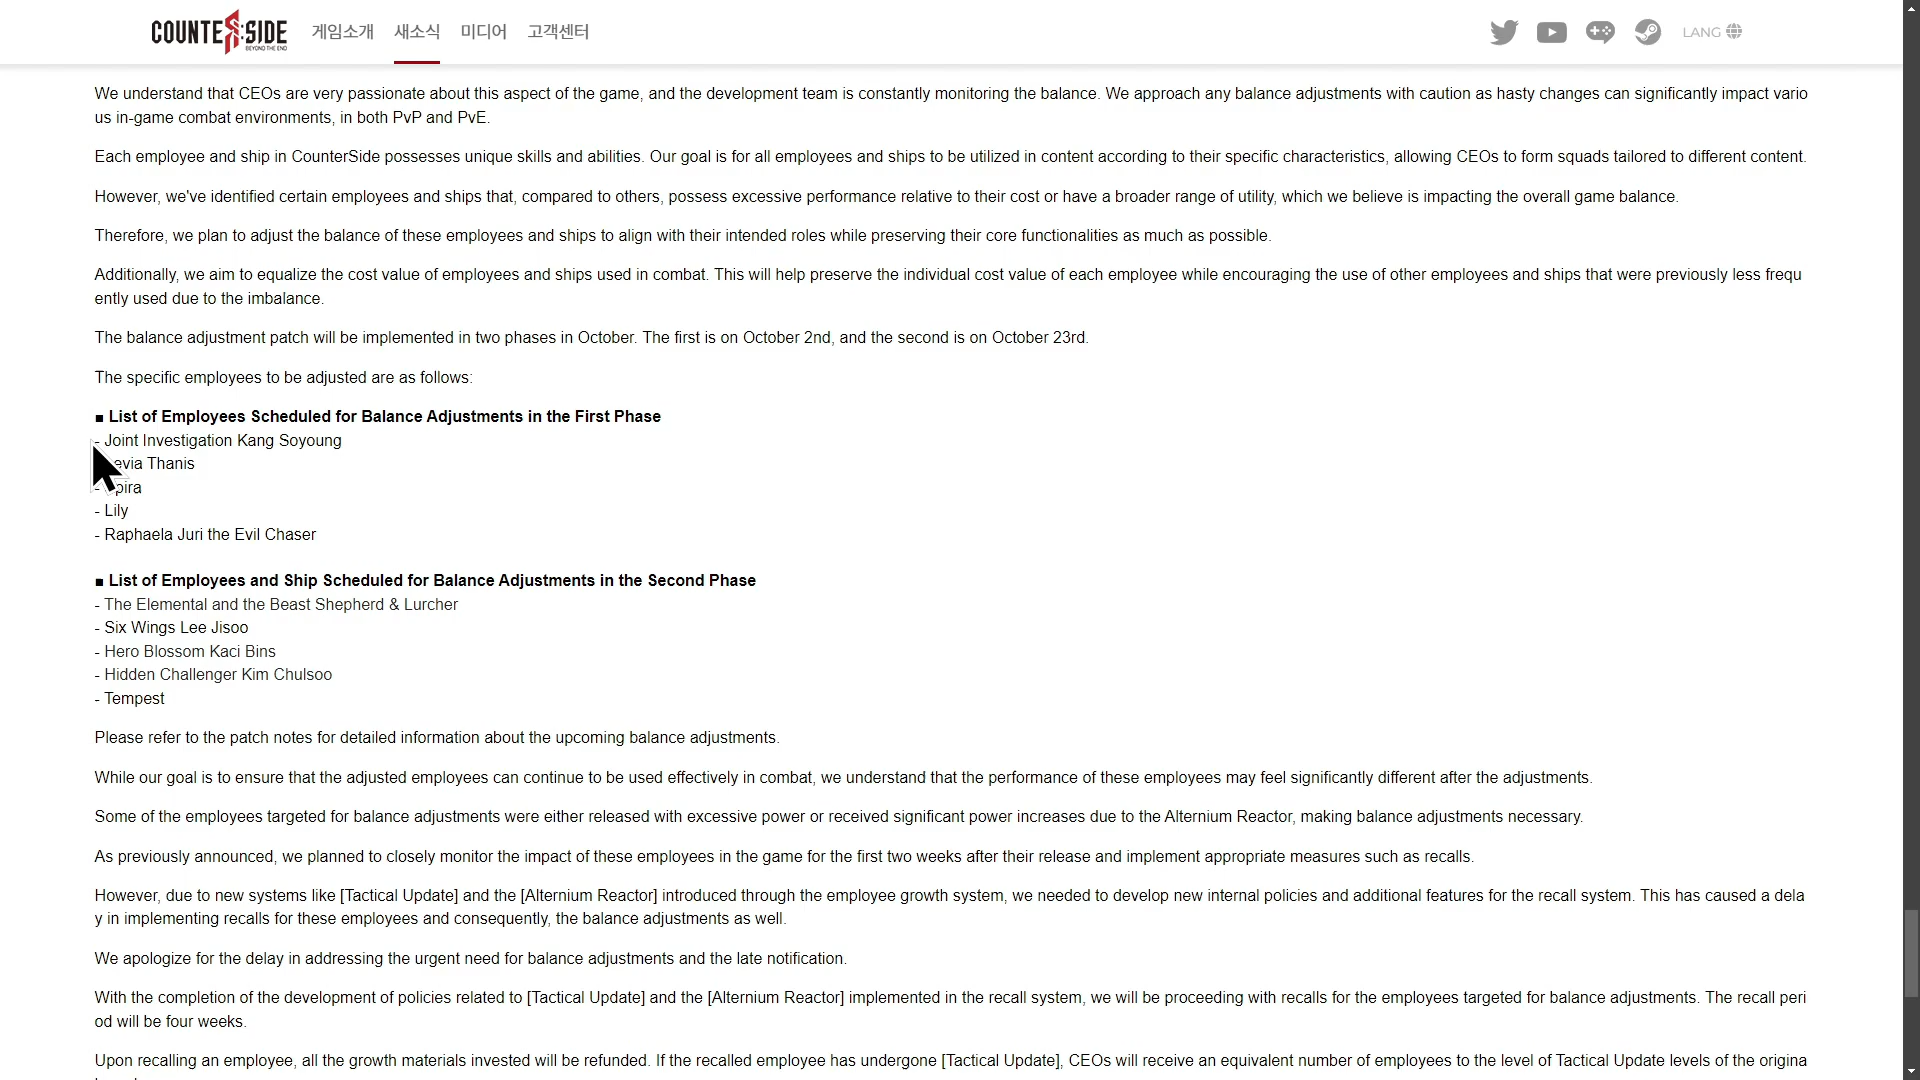 COUNTER:SIDE
BEYOND THE END
게임소개 새소식 미디어 고객센터
LANG
We understand that CEOs are very passionate about this aspect of the game, and the development team is constantly monitoring the balance. We approach any balance adjustments with caution as hasty changes can significantly impact vario
us in-game combat environments, in both PvP and PvE.
Each employee and ship in CounterSide possesses unique skills and abilities. Our goal is for all employees and ships to be utilized in content according to their specific characteristics, allowing CEOs to form squads tailored to different content.
However, we've identified certain employees and ships that, compared to others, possess excessive performance relative to their cost or have a broader range of utility, which we believe is impacting the overall game balance.
Therefore, we plan to adjust the balance of these employees and ships to align with their intended roles while preserving their core functionalities as much as possible.
Additionally, we aim to equalize the cost value of employees and ships used in combat. This will help preserve the individual cost value of each employee while encouraging the use of other employees and ships that were previously less frequ
ently used due to the imbalance.
The balance adjustment patch will be implemented in two phases in October. The first is on October 2nd, and the second is on October 23rd.
The specific employees to be adjusted are as follows:
■ List of Employees Scheduled for Balance Adjustments in the First Phase
- Joint Investigation Kang Soyoung
evia Thanis
- pira
- Lily
- Raphaela Juri the Evil Chaser
■ List of Employees and Ship Scheduled for Balance Adjustments in the Second Phase
- The Elemental and the Beast Shepherd & Lurcher
- Six Wings Lee Jisoo
- Hero Blossom Kaci Bins
- Hidden Challenger Kim Chulsoo
- Tempest
Please refer to the patch notes for detailed information about the upcoming balance adjustments.
While our goal is to ensure that the adjusted employees can continue to be used effectively in combat, we understand that the performance of these employees may feel significantly different after the adjustments.
Some of the employees targeted for balance adjustments were either released with excessive power or received significant power increases due to the Alternium Reactor, making balance adjustments necessary.
As previously announced, we planned to closely monitor the impact of these employees in the game for the first two weeks after their release and implement appropriate measures such as recalls.
However, due to new systems like [Tactical Update] and the [Alternium Reactor] introduced through the employee growth system, we needed to develop new internal policies and additional features for the recall system. This has caused a dela
y in implementing recalls for these employees and consequently, the balance adjustments as well.
We apologize for the delay in addressing the urgent need for balance adjustments and the late notification.
With the completion of the development of policies related to [Tactical Update] and the [Alternium Reactor] implemented in the recall system, we will be proceeding with recalls for the employees targeted for balance adjustments. The recall peri
od will be four weeks.
Upon recalling an employee, all the growth materials invested will be refunded. If the recalled employee has undergone [Tactical Update], CEOs will receive an equivalent number of employees to the level of Tactical Update levels of the origina